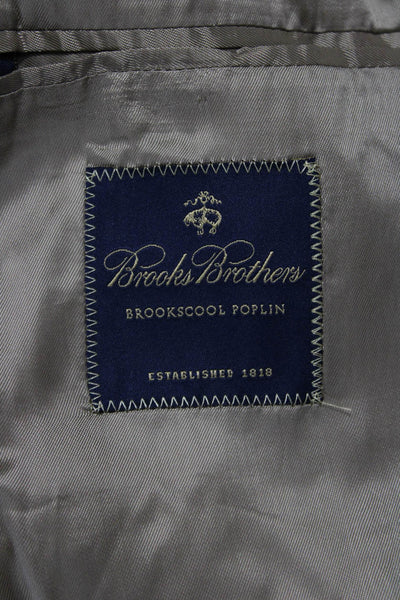 Brooks Brothers
BROOKSCOOL POPLIN
ESTABLISHED 1818